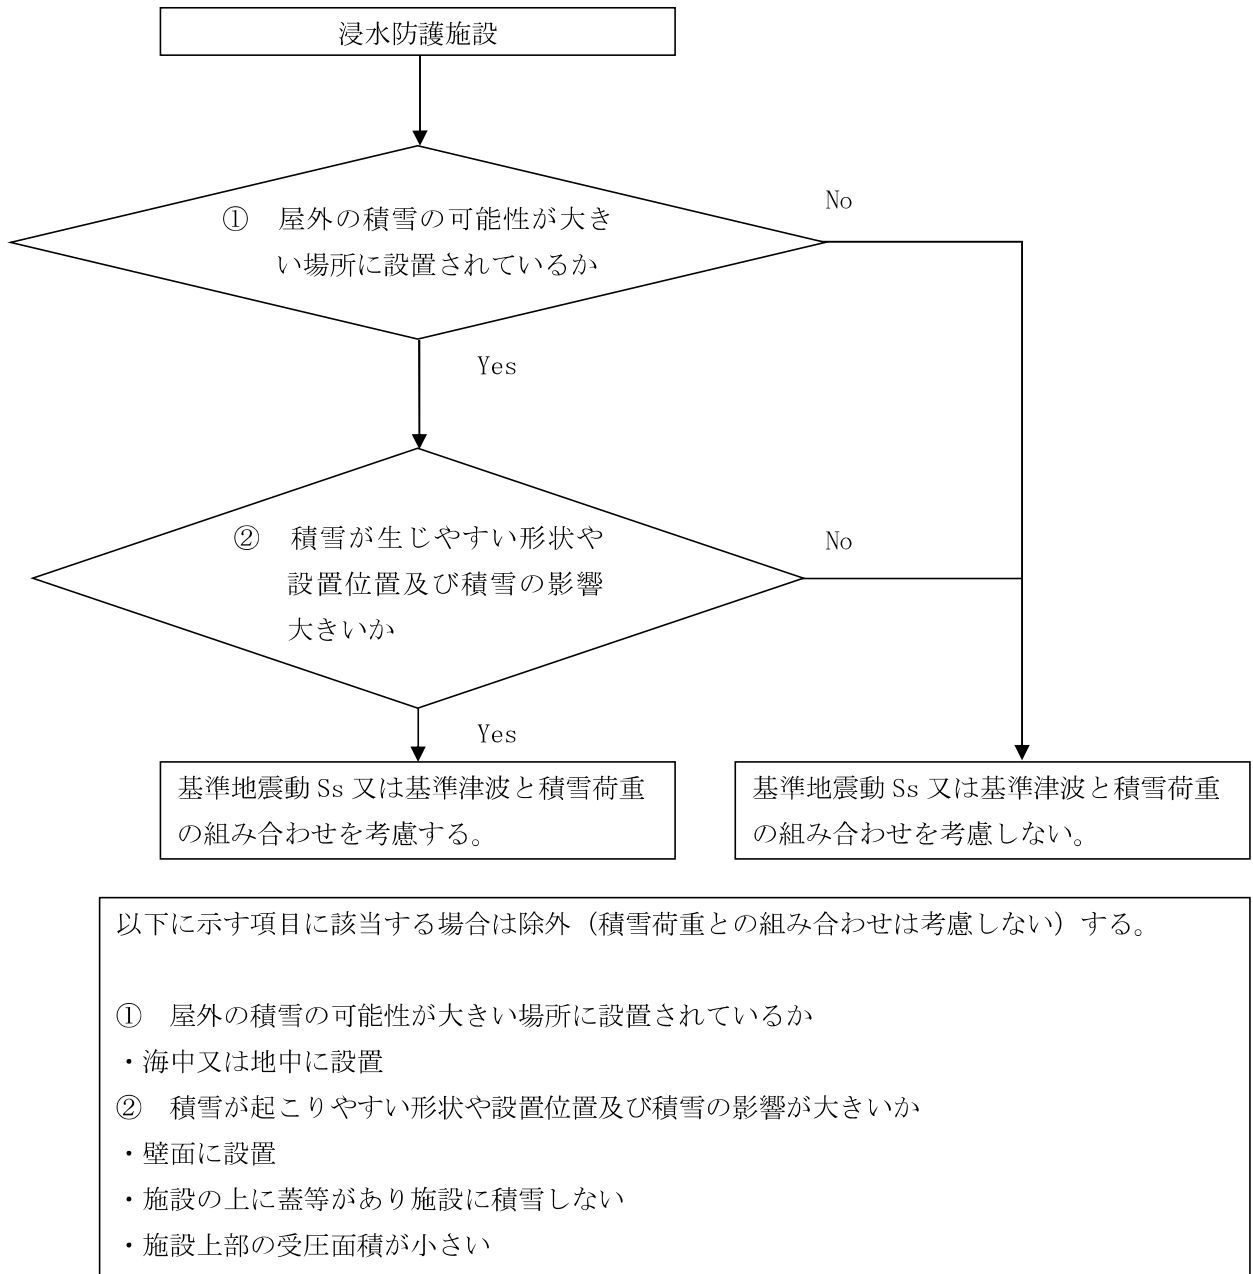 浸水防護施設
① 屋外の積雪の可能性が大き
い場所に設置されているか
No
Yes
② 積雪が生じやすい形状や
設置位置及び積雪の影響
大きいか
No
Yes
基準地震動 Ss 又は基準津波と積雪荷重
の組み合わせを考慮する。
基準地震動 Ss 又は基準津波と積雪荷重
の組み合わせを考慮しない。
以下に示す項目に該当する場合は除外（積雪荷重との組み合わせは考慮しない）する。
① 屋外の積雪の可能性が大きい場所に設置されているか
・海中又は地中に設置
② 積雪が起こりやすい形状や設置位置及び積雪の影響が大きいか
・壁面に設置
・施設の上に蓋等があり施設に積雪しない
・施設上部の受圧面積が小さい